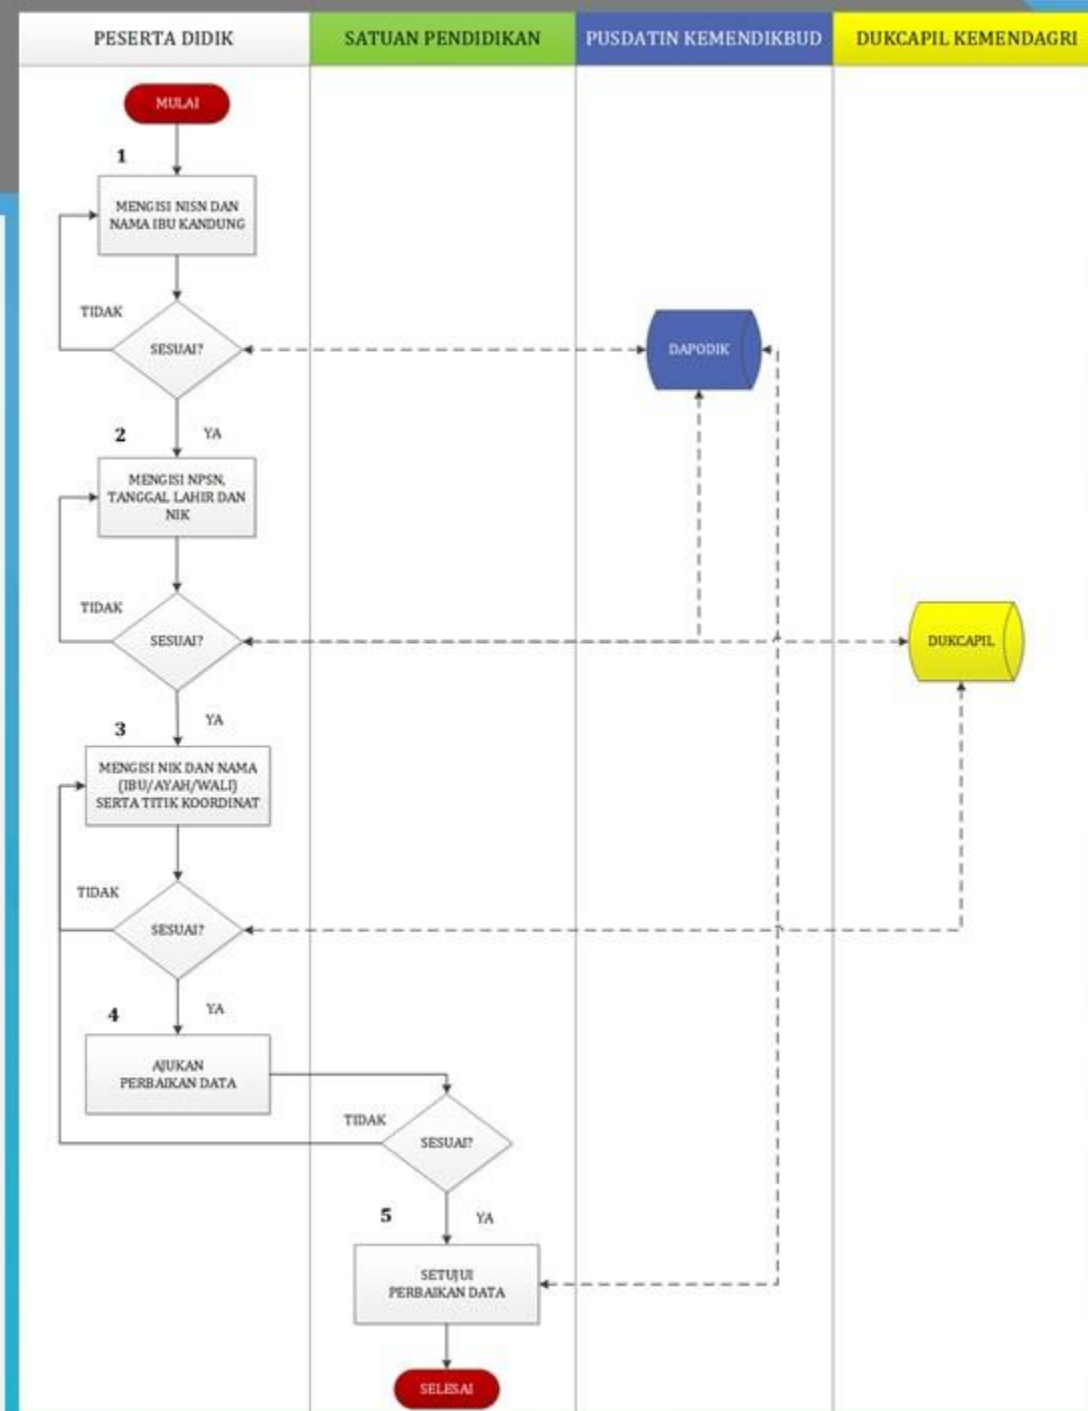 PESERTA DIDIK
SATUAN PENDIDIKAN
PUSDATIN KEMENDIKBUD
DUKCAPIL KEMENDAGRI
MULAI
1
MENGISI NISN DAN
NAMA IBU KANDUNG
TIDAK
SESUAI?
DAPODIK
YA
2
MENGISI NPSN,
TANGGAL LAHIR DAN
NIK
TIDAK
SESUAI?
DUKCAPIL
YA
3
MENGISI NIK DAN NAMA
(IBU/AYAH/WALI)
SERTA TITIK KOORDINAT
TIDAK
SESUAI?
YA
4
AJUKAN
PERBAIKAN DATA
TIDAK
SESUAI?
5
YA
SETUJUI
PERBAIKAN DATA
SELESAI